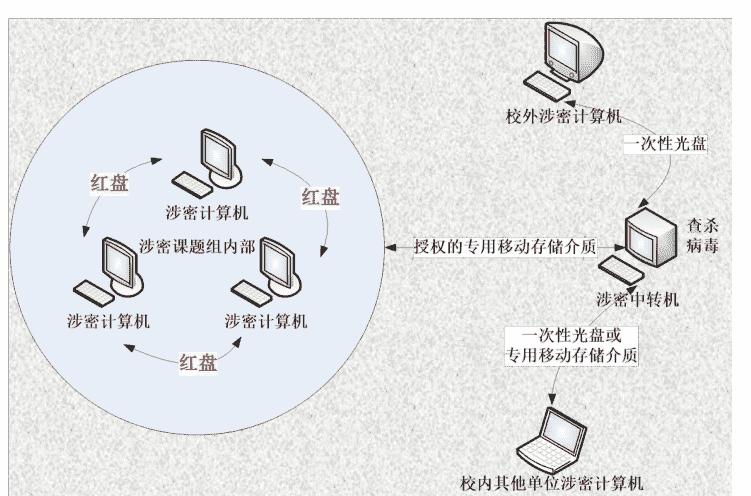 校外涉密计算机
一次性光盘
红盘
涉密计算机
红盘
涉密课题组内部
涉密计算机
涉密计算机
红盘
授权的专用移动存储介质
查杀
病毒
涉密中转机
一次性光盘或
专用移动存储介质
校内其他单位涉密计算机